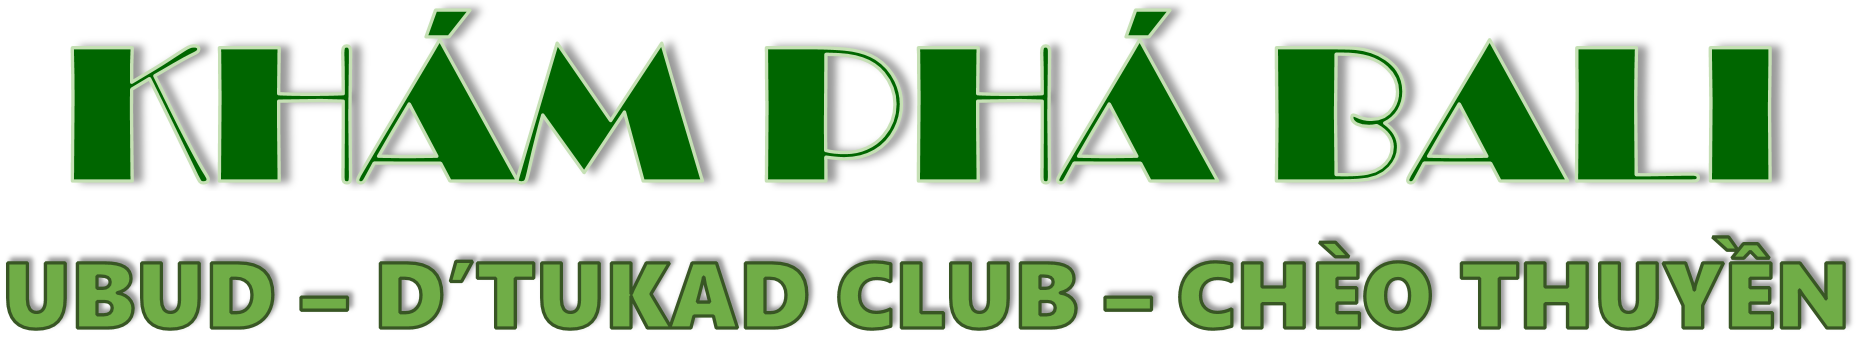 KHÁM PHÁ BALI
UBUD – D’TUKAD CLUB – CHÈO THUYỀN